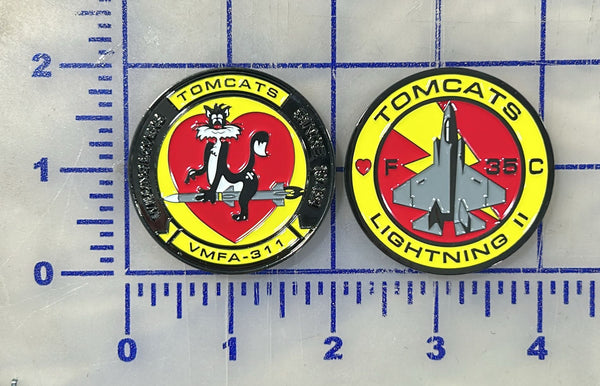 2
1
0
TOMCATS
VMFA-311
TOMCATS
F 35 C
LIGHTNING II
0 1 2 3 4